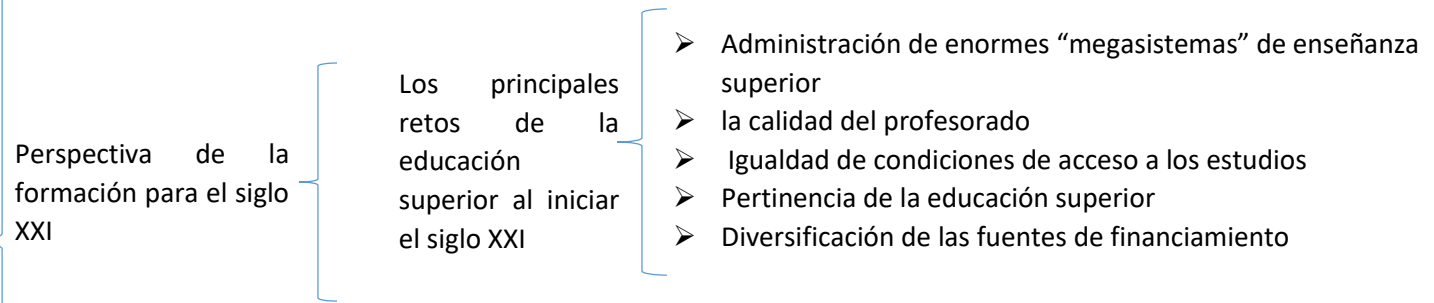 Perspectiva de la
formación para el siglo
XXI
Los principales
retos de la
educación
superior al iniciar
el siglo XXI
➢ Administración de enormes “megasistemas” de enseñanza
superior
➢ la calidad del profesorado
➢ Igualdad de condiciones de acceso a los estudios
➢ Pertinencia de la educación superior
➢ Diversificación de las fuentes de financiamiento